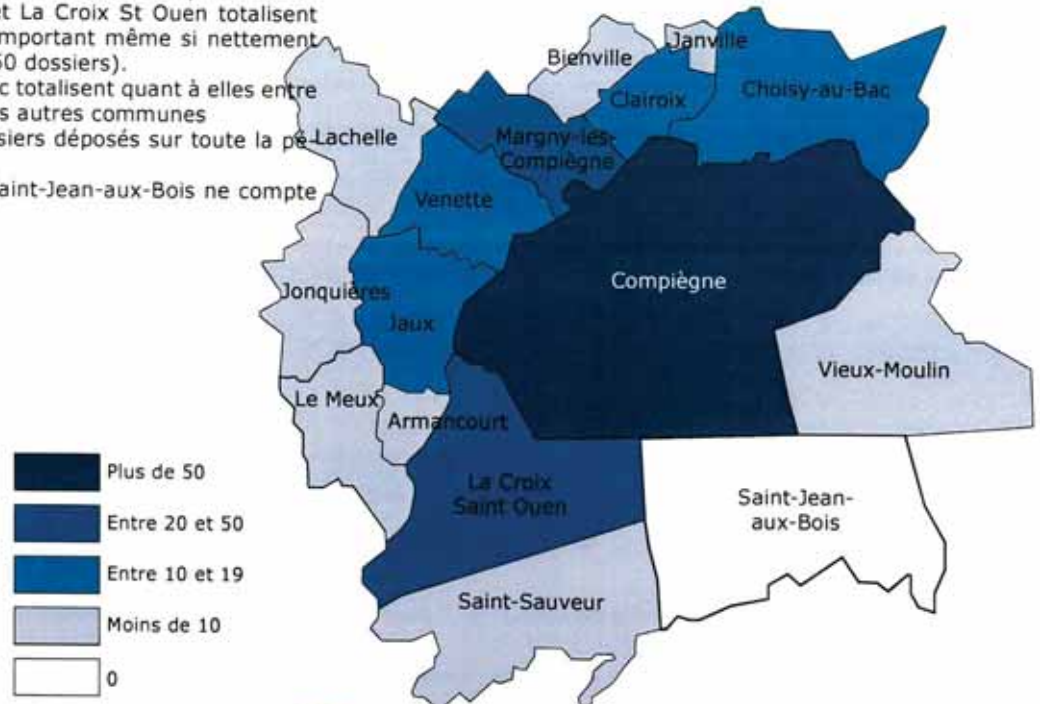 et La Croix St Ouen totalisent
important même si nettement
50 dossiers).
totalisent quant à elles entre
s autres communes
siers déposés sur toute la pé-
aint-Jean-aux-Bois ne compte
Bienville
Janville
Clairoix
Choisy-au-Bac
Lachelle
Margny-lès-
Compiègne
Venette
Compiègne
Jonquières
Jaux
Vieux-Moulin
Le Meux
Armancourt
La Croix
Saint Ouen
Saint-Jean-
aux-Bois
Saint-Sauveur
Plus de 50
Entre 20 et 50
Entre 10 et 19
Moins de 10
0